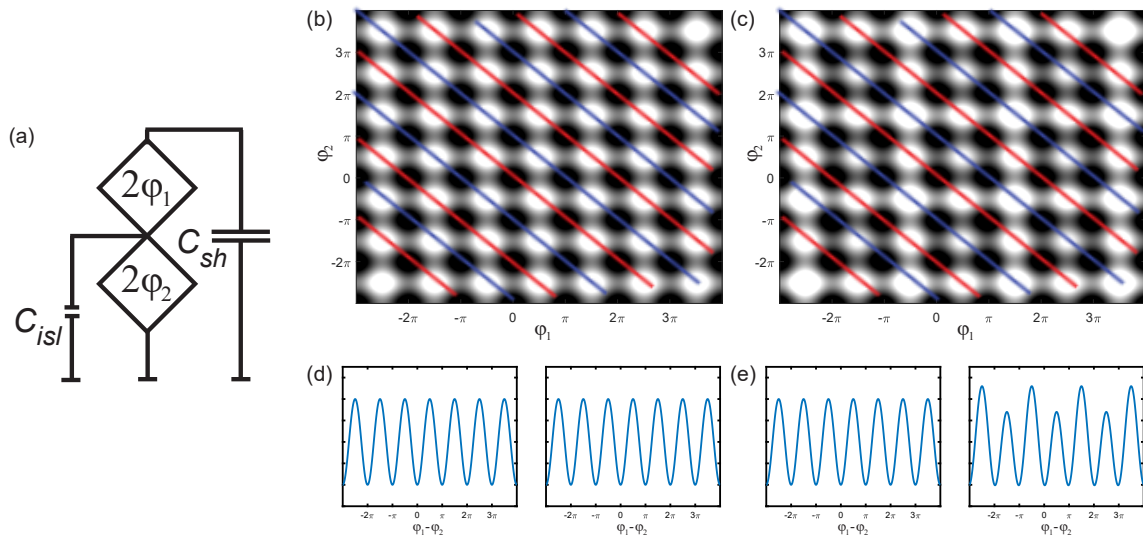 (a)
2φ₁
2φ₂
C_sh
C_isl
(b)
φ₂
3π
2π
π
0
-π
-2π
-2π
-π
0
π
2π
3π
φ₁
(c)
φ₂
3π
2π
π
0
-π
-2π
-2π
-π
0
π
2π
3π
φ₁
(d)
-2π -π 0 π 2π 3π
φ₁-φ₂
-2π -π 0 π 2π 3π
φ₁-φ₂
(e)
-2π -π 0 π 2π 3π
φ₁-φ₂
-2π -π 0 π 2π 3π
φ₁-φ₂